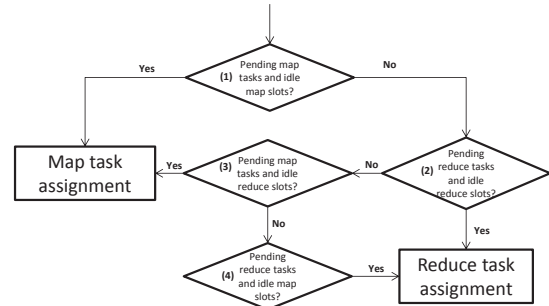 Pending map
(1) tasks and idle
map slots?
Yes
No
Map task
assignment
Yes
Pending map
(3) tasks and idle
reduce slots?
No
Pending
reduce tasks
(2) and idle
reduce slots?
No
Yes
Pending
reduce tasks
(4) and idle map
slots?
Yes
Reduce task
assignment